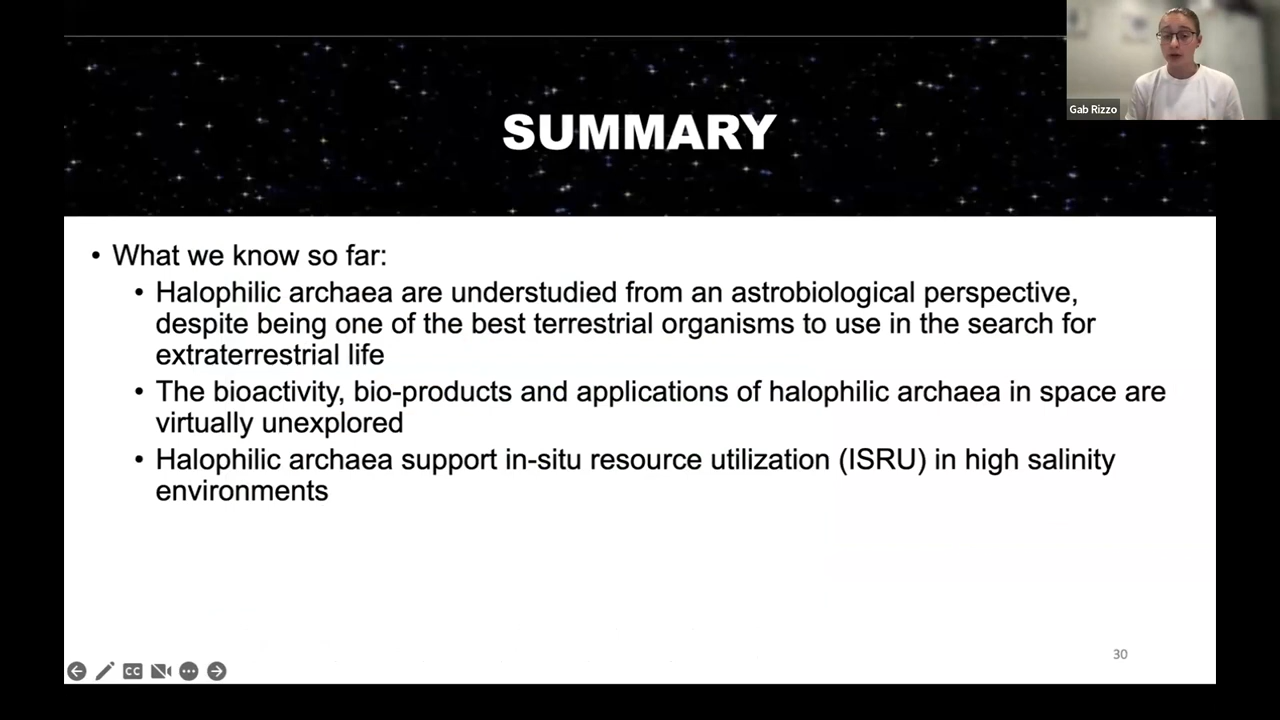 Gab Rizzo
SUMMARY
• What we know so far:
• Halophilic archaea are understudied from an astrobiological perspective,
despite being one of the best terrestrial organisms to use in the search for
extraterrestrial life
• The bioactivity, bio-products and applications of halophilic archaea in space are
virtually unexplored
• Halophilic archaea support in-situ resource utilization (ISRU) in high salinity
environments
30
CC